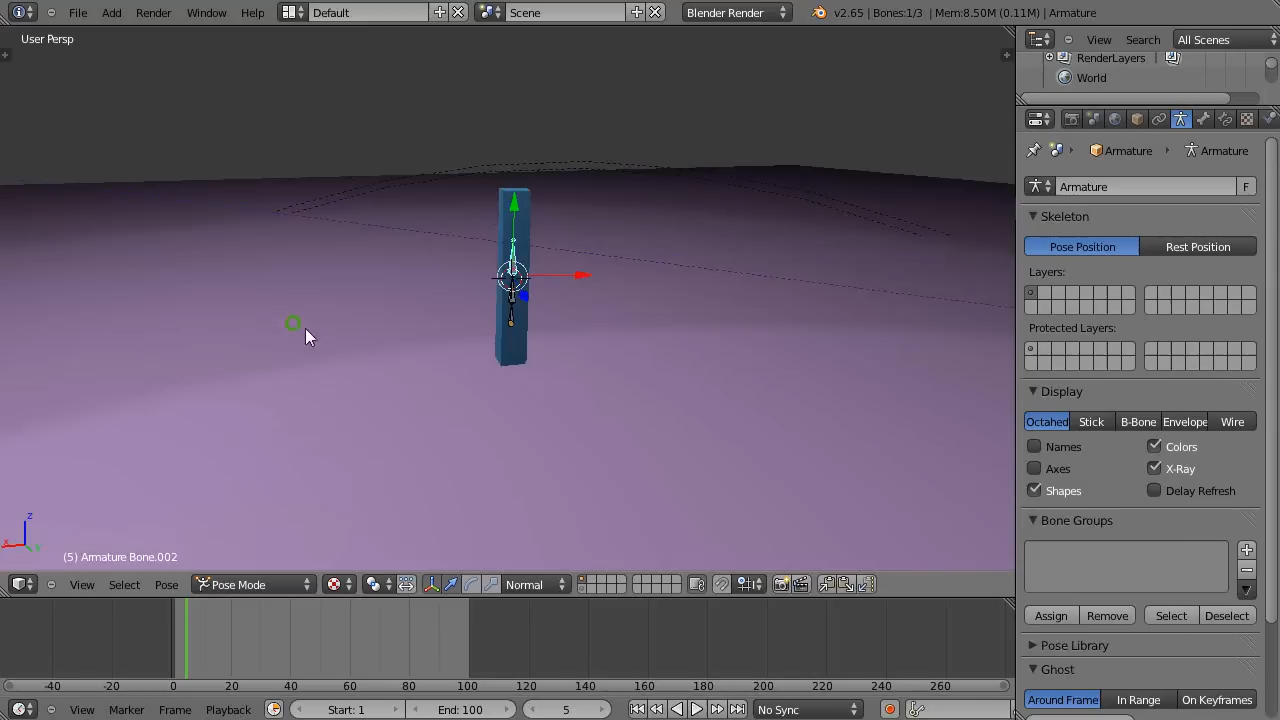 File Add Render Window Help Default Scene Blender Render v2.65 | Bones:1/3 | Mem:8.50M (0.11M) | Armature
User Persp
View Search All Scenes
RenderLayers
World
Armature Armature
Armature F
Skeleton
Pose Position Rest Position
Layers:
Protected Layers:
Display
Octahed Stick B-Bone Envelope Wire
Names Colors
Axes X-Ray
Shapes Delay Refresh
Bone Groups
Assign Remove Select Deselect
Pose Library
Ghost
Around Frame In Range On Keyframes
z
x y
(5) Armature Bone.002
View Select Pose Pose Mode Normal
-40 -20 0 20 40 60 80 100 120 140 160 180 200 220 240 260
View Marker Frame Playback Start: 1 End: 100 5 No Sync